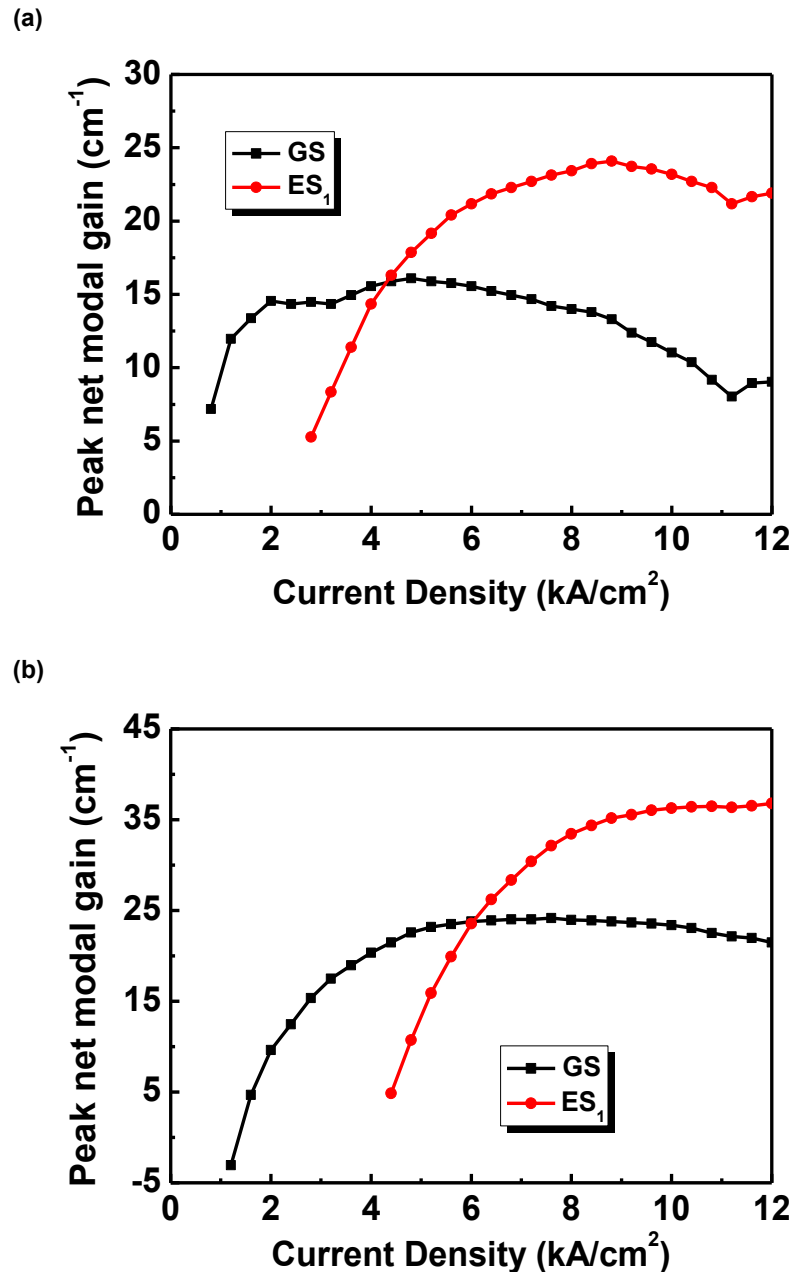 (a)
Peak net modal gain (cm⁻¹)
30
25
20
15
10
5
0
GS
ES₁
0 2 4 6 8 10 12
Current Density (kA/cm²)
(b)
Peak net modal gain (cm⁻¹)
45
35
25
15
5
-5
GS
ES₁
0 2 4 6 8 10 12
Current Density (kA/cm²)